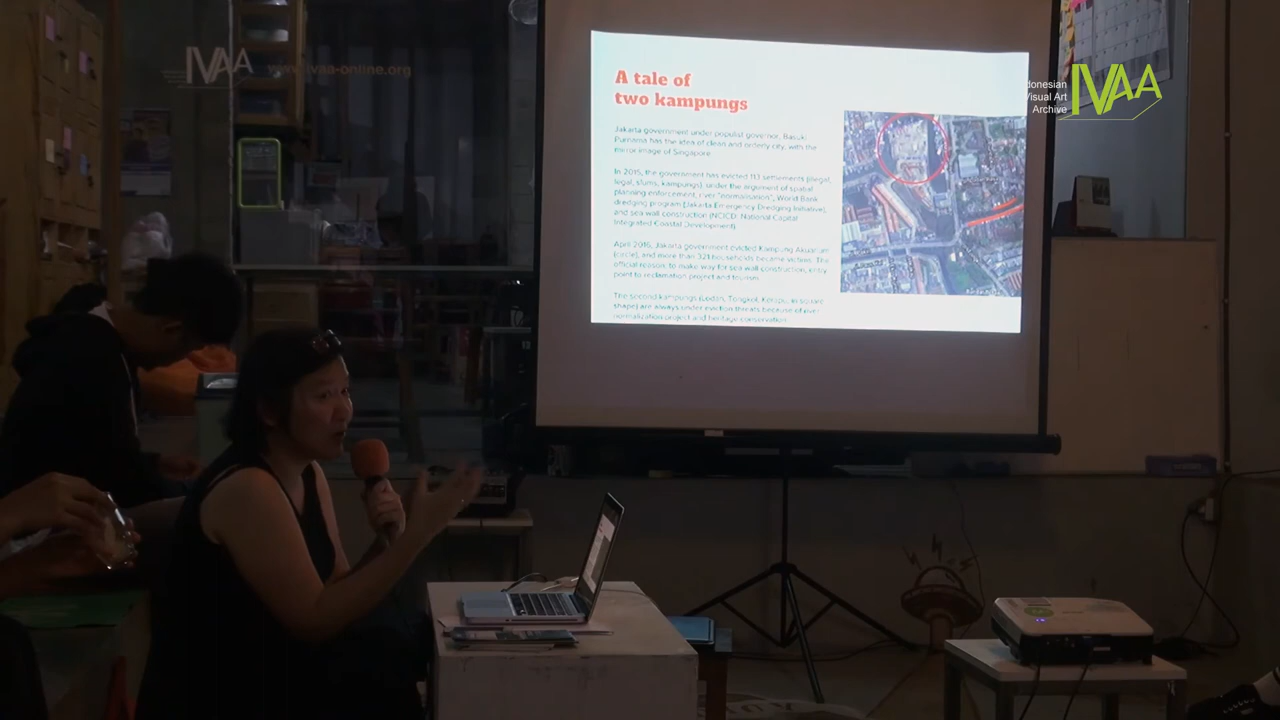 IVAA
www.ivaa-online.org
Indonesian
Visual Art
Archive
IVAA
A tale of
two kampungs
Jakarta government under populist governor, Basuki
Purnama has the idea of clean and orderly city, with the
mirror image of Singapore.
In 2015, the government has evicted 113 settlements (illegal,
legal, slums, kampungs), under the argument of spatial
planning enforcement, river "normalisation", World Bank
dredging program (Jakarta Emergency Dredging Initiative),
and sea wall construction (NCICD: National Capital
Integrated Coastal Development).
April 2016, Jakarta government evicted Kampung Akuarium
(circle), and more than 321 households became victims. The
official reason: to make way for sea wall construction, entry
point to reclamation project and tourism.
The second kampungs (Lodan, Tongkol, Kerapu, in square
shape) are always under eviction threats because of river
normalization project and heritage conservation.